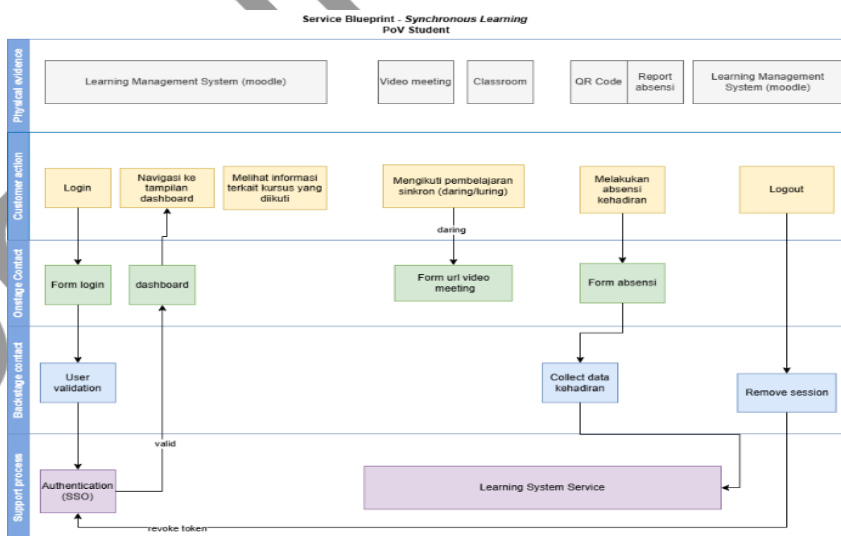 Service Blueprint - Synchronous Learning
PoV Student
Physical evidence
Learning Management System (moodle)
Video meeting
Classroom
QR Code
Report
absensi
Learning Management
System (moodle)
Customer action
Login
Navigasi ke
tampilan
dashboard
Melihat informasi
terkait kursus yang
diikuti
Mengikuti pembelajaran
sinkron (daring/luring)
Melakukan
absensi
kehadiran
Logout
daring
Onstage Contact
Form login
dashboard
Form url video
meeting
Form absensi
Backstage contact
User
validation
Collect data
kehadiran
Remove session
valid
Support process
Authentication
(SSO)
Learning System Service
revoke token